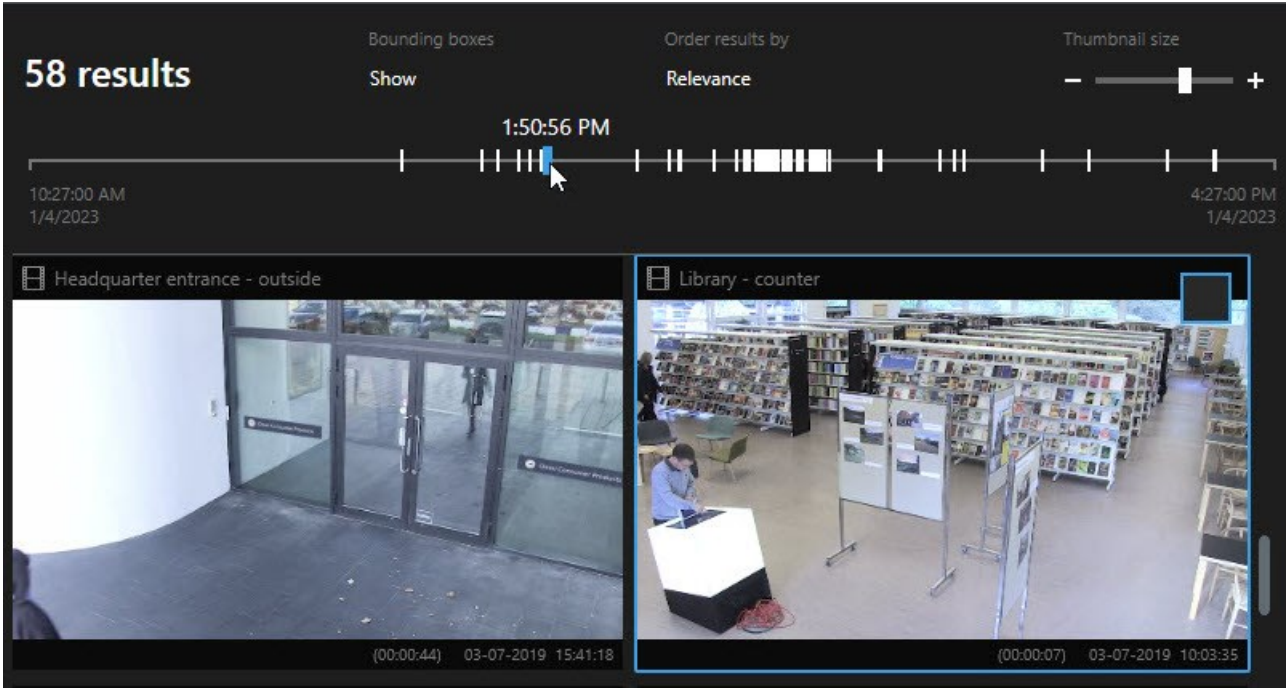 Bounding boxes Order results by Thumbnail size
58 results Show Relevance − +
1:50:56 PM
10:27:00 AM 4:27:00 PM
1/4/2023 1/4/2023
Headquarter entrance - outside Library - counter
(00:00:44) 03-07-2019 15:41:18 (00:00:07) 03-07-2019 10:03:35